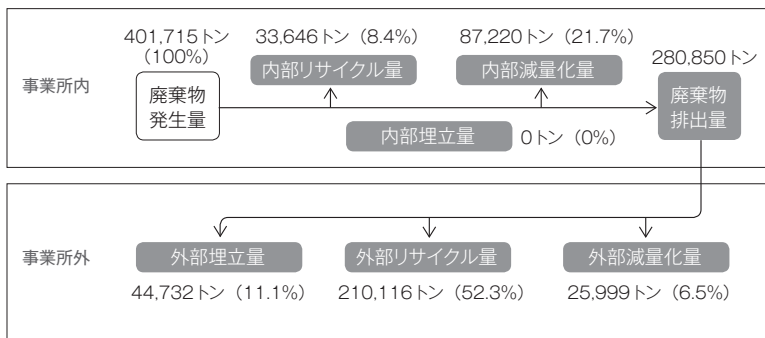 401,715トン
(100%)
33,646トン (8.4%)
87,220トン (21.7%)
280,850トン
事業所内
廃棄物
発生量
内部リサイクル量
内部減量化量
廃棄物
排出量
内部埋立量
0トン (0%)
事業所外
外部埋立量
外部リサイクル量
外部減量化量
44,732トン (11.1%)
210,116トン (52.3%)
25,999トン (6.5%)